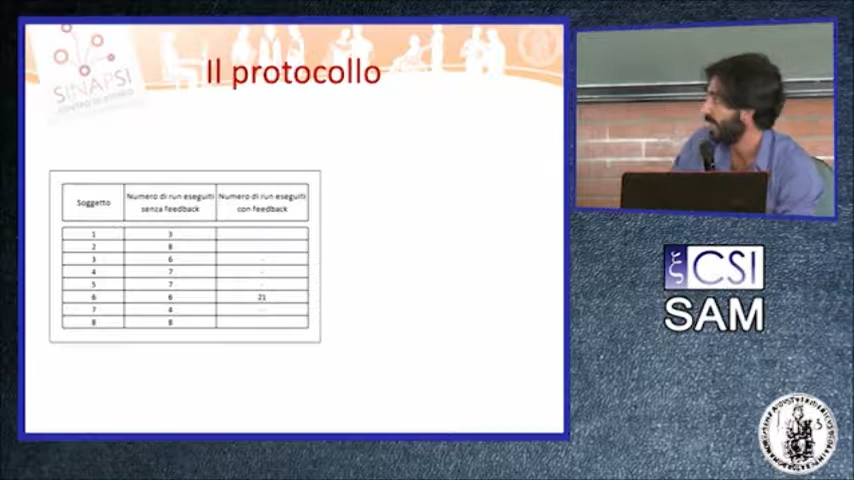 SINAPSI
Il protocollo
Soggetto
Numero di run eseguiti
senza feedback
Numero di run eseguiti
con feedback
1 3
2 8
3 6 -
4 7 -
5 7 -
6 6 21
7 4
8 8
CSI
SAM